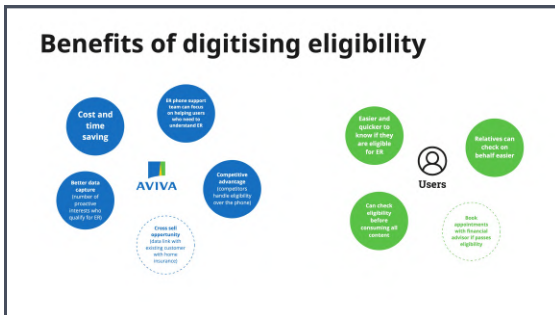 Benefits of digitising eligibility
Cost and
time
saving
ER phone support
team can focus
on helping users
who need to
understand ER
Better data
capture
(number of
proactive
interests who
qualify for ER)
AVIVA
Competitive
advantage
(competitors
handle eligibility
over the phone)
Cross sell
opportunity
(data link with
existing customer
with home
insurance)
Easier and
quicker to
know if they
are eligible
for ER
Relatives can
check on
behalf easier
Users
Can check
eligibility
before
consuming all
content
Book
appointments
with financial
advisor if passes
eligibility